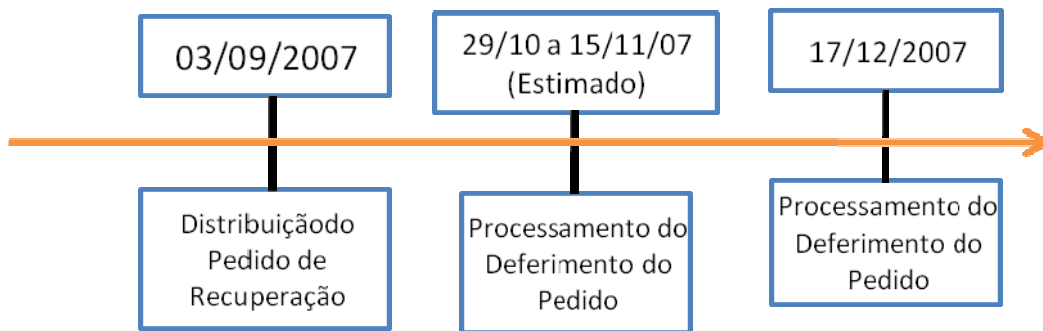 03/09/2007
29/10 a 15/11/07
(Estimado)
17/12/2007
Distribuiçãodo
Pedido de
Recuperação
Processamento do
Deferimento do
Pedido
Processamento do
Deferimento do
Pedido